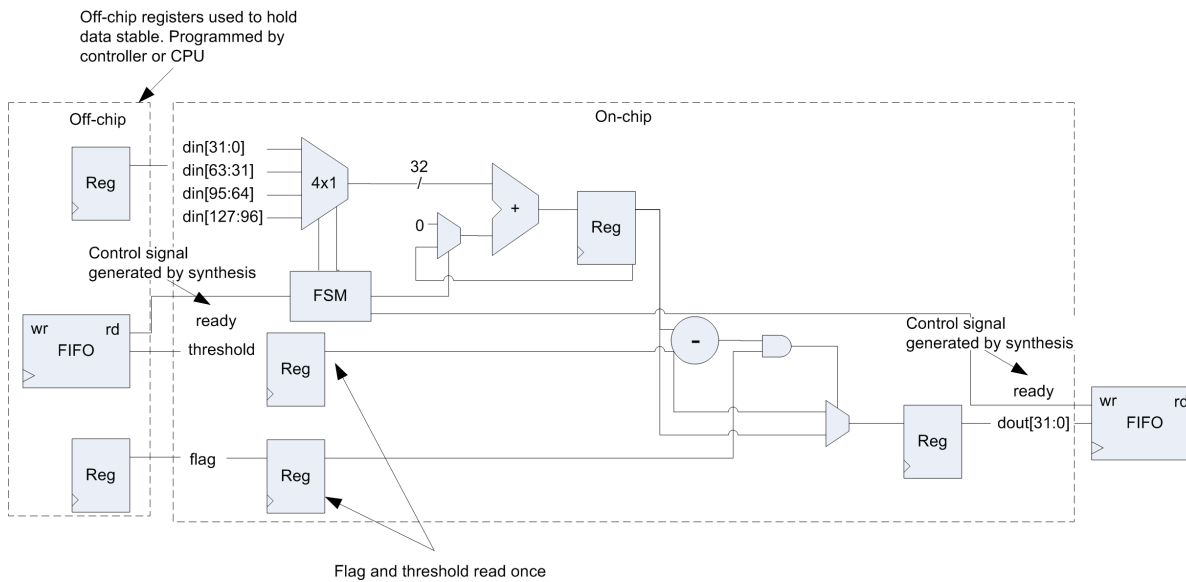 Off-chip registers used to hold
data stable. Programmed by
controller or CPU
Off-chip
On-chip
Reg
din[31:0]
din[63:31]
din[95:64]
din[127:96]
4x1
32
0
+
Reg
Control signal
generated by synthesis
FSM
ready
wr rd
FIFO
threshold
Reg
-
Control signal
generated by synthesis
ready
wr rd
FIFO
dout[31:0]
Reg
Reg
flag
Reg
Flag and threshold read once